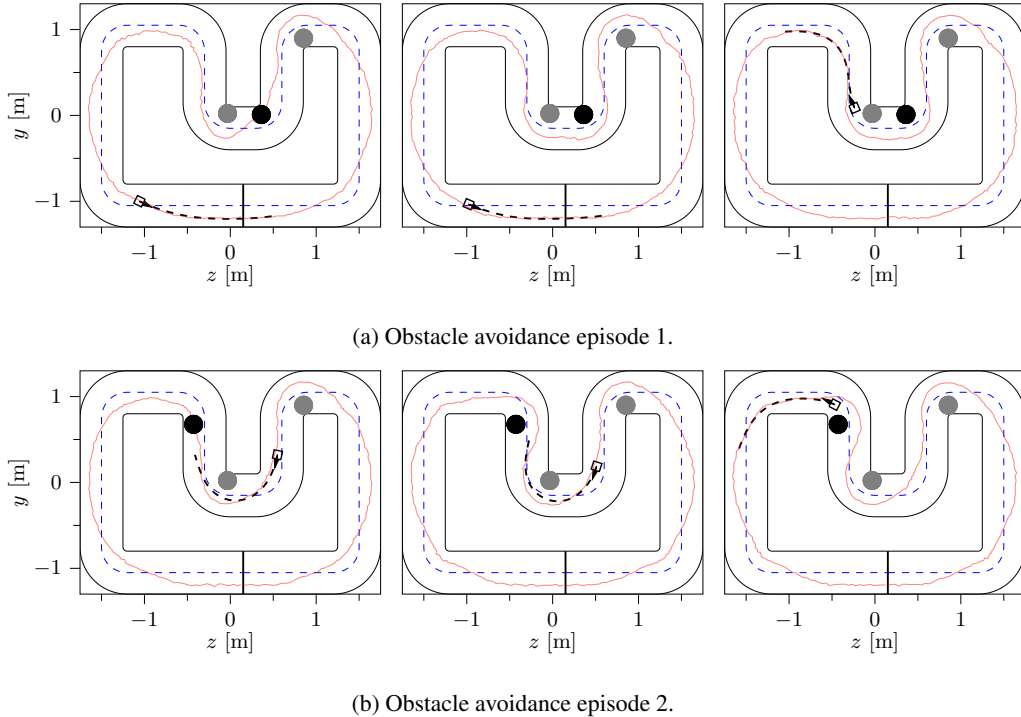 1
0
−1
y [m]
−1 0 1 −1 0 1 −1 0 1
z [m] z [m] z [m]
(a) Obstacle avoidance episode 1.
1
0
−1
y [m]
−1 0 1 −1 0 1 −1 0 1
z [m] z [m] z [m]
(b) Obstacle avoidance episode 2.